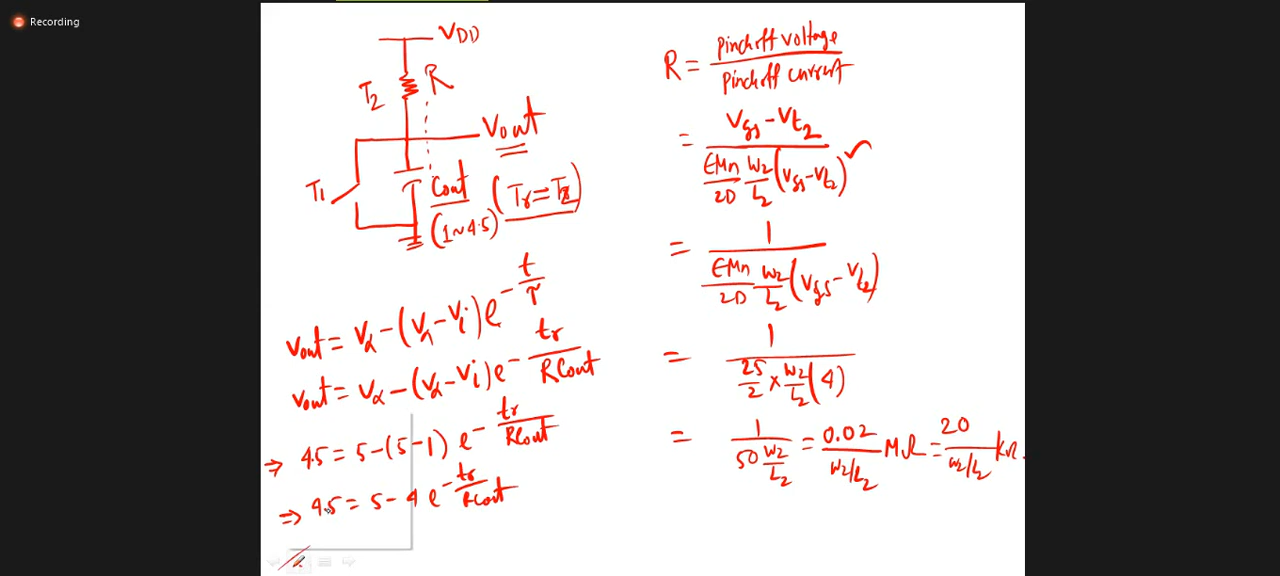 Recording
VDD
T2 R
Vout
T1
Cout (Tr = T2)
(1~4.5)
Vout = Vα - (Vα - Vi) e^(-t/τ)
Vout = Vα - (Vα - Vi) e^(-tr/RCout)
⇒ 4.5 = 5 - (5 - 1) e^(-tr/RCout)
⇒ 4.5 = 5 - 4 e^(-tr/RCout)
R = Pinchoff voltage / Pinchoff current
= Vgs - Vt2 / ϵμn/2D W2/L2 (Vgs - Vt2) ✓
= 1 / ϵμn/2D W2/L2 (Vgs - Vt2)
= 1 / 25/2 × W2/L2 (4)
= 1 / 50 W2/L2 = 0.02 / W2/L2 MΩ = 20 / W2/L2 kΩ.